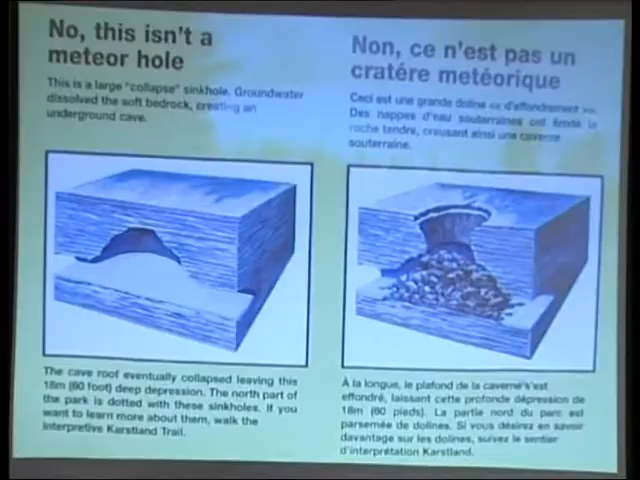 No, this isn't a
meteor hole
This is a large "collapse" sinkhole. Groundwater
dissolved the soft bedrock, creating an
underground cave.
The cave roof eventually collapsed leaving this
18m (60 foot) deep depression. The north part of
the park is dotted with these sinkholes. If you
want to learn more about them, walk the
interpretive Karstland Trail.
Non, ce n'est pas un
cratére metéorique
Ceci est une grande doline «« d'effondrement »».
Des nappes d'eau souterraines ont érodé la
roche tendre, creusant ainsi une caverne
souterraine.
À la longue, le plafond de la caverne s'est
effondré, laissant cette profonde dépression de
18m (60 pieds). La partie nord du parc est
parsemée de dolines. Si vous désirez en savoir
davantage sur les dolines, suivez le sentier
d'interprétation Karstland.